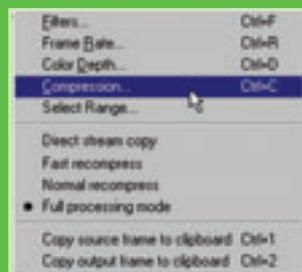 Filters... Ctrl+F
Frame Rate... Ctrl+R
Color Depth... Ctrl+D
Compression... Ctrl+C
Select Range...
Direct stream copy
Fast recompress
Normal recompress
Full processing mode
Copy source frame to clipboard Ctrl+1
Copy output frame to clipboard Ctrl+2